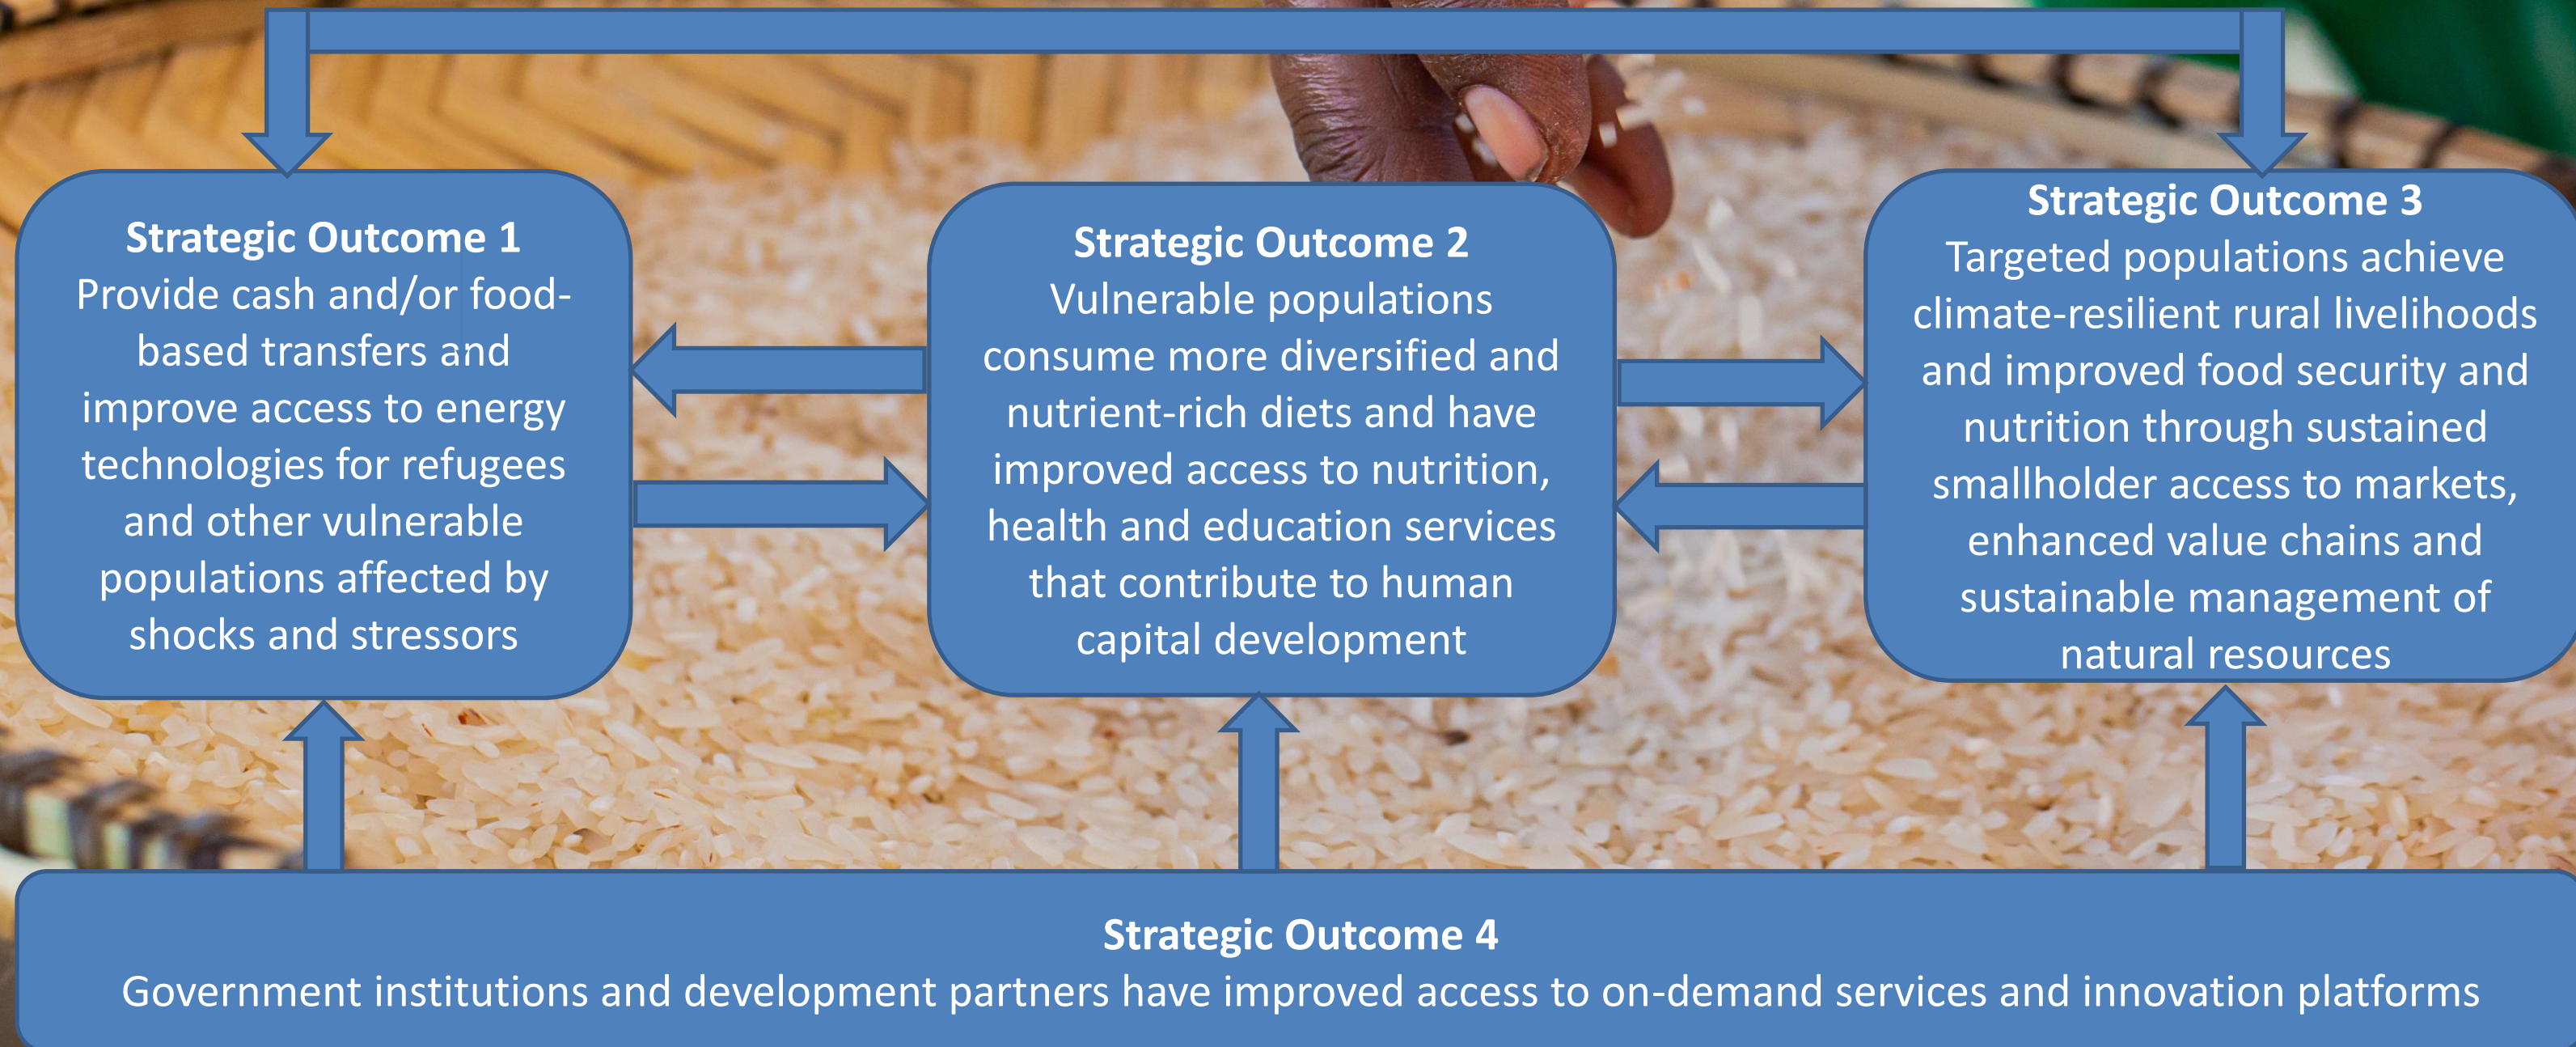 Strategic Outcome 1
Provide cash and/or food-
based transfers and
improve access to energy
technologies for refugees
and other vulnerable
populations affected by
shocks and stressors
Strategic Outcome 2
Vulnerable populations
consume more diversified and
nutrient-rich diets and have
improved access to nutrition,
health and education services
that contribute to human
capital development
Strategic Outcome 3
Targeted populations achieve
climate-resilient rural livelihoods
and improved food security and
nutrition through sustained
smallholder access to markets,
enhanced value chains and
sustainable management of
natural resources
Strategic Outcome 4
Government institutions and development partners have improved access to on-demand services and innovation platforms